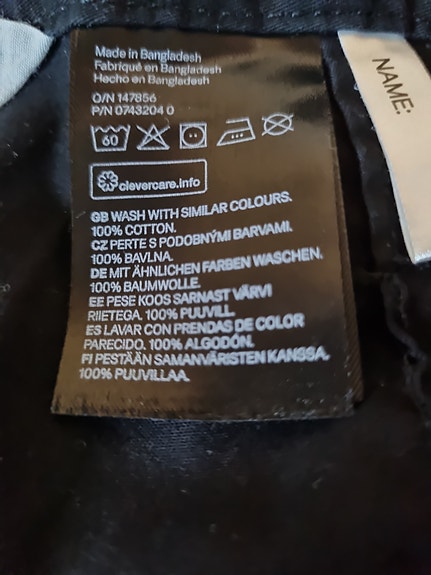 Made in Bangladesh
Fabriqué en Bangladesh
Hecho en Bangladesh
O/N 147856
P/N 0743204 0
60
clevercare.info
GB WASH WITH SIMILAR COLOURS.
100% COTTON.
CZ PERTE S PODOBNÝMI BARVAMI.
100% BAVLNA.
DE MIT ÄHNLICHEN FARBEN WASCHEN.
100% BAUMWOLLE.
EE PESE KOOS SARNAST VÄRVI
RIIETEGA. 100% PUUVILL.
ES LAVAR CON PRENDAS DE COLOR
PARECIDO. 100% ALGODÓN.
FI PESTÄÄN SAMANVÄRISTEN KANSSA.
100% PUUVILLAA.
NAME: